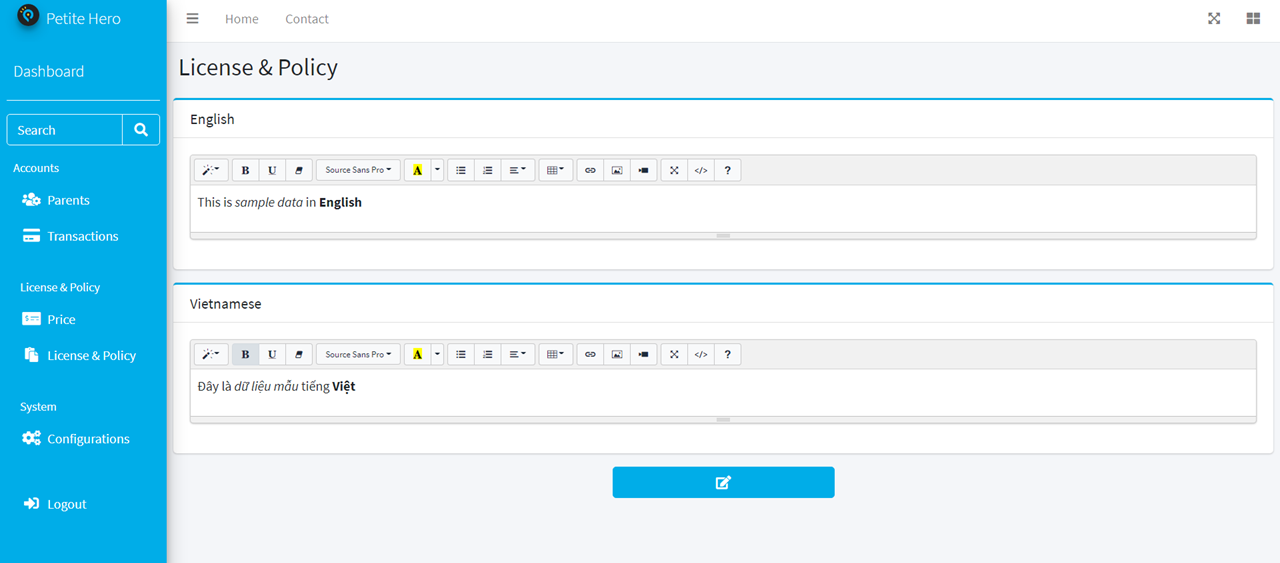 Petite Hero
Home
Contact
Dashboard
Search
Accounts
Parents
Transactions
License & Policy
Price
License & Policy
System
Configurations
Logout
License & Policy
English
B U Source Sans Pro A </> ?
This is sample data in English
Vietnamese
B U Source Sans Pro A </> ?
Đây là dữ liệu mẫu tiếng Việt